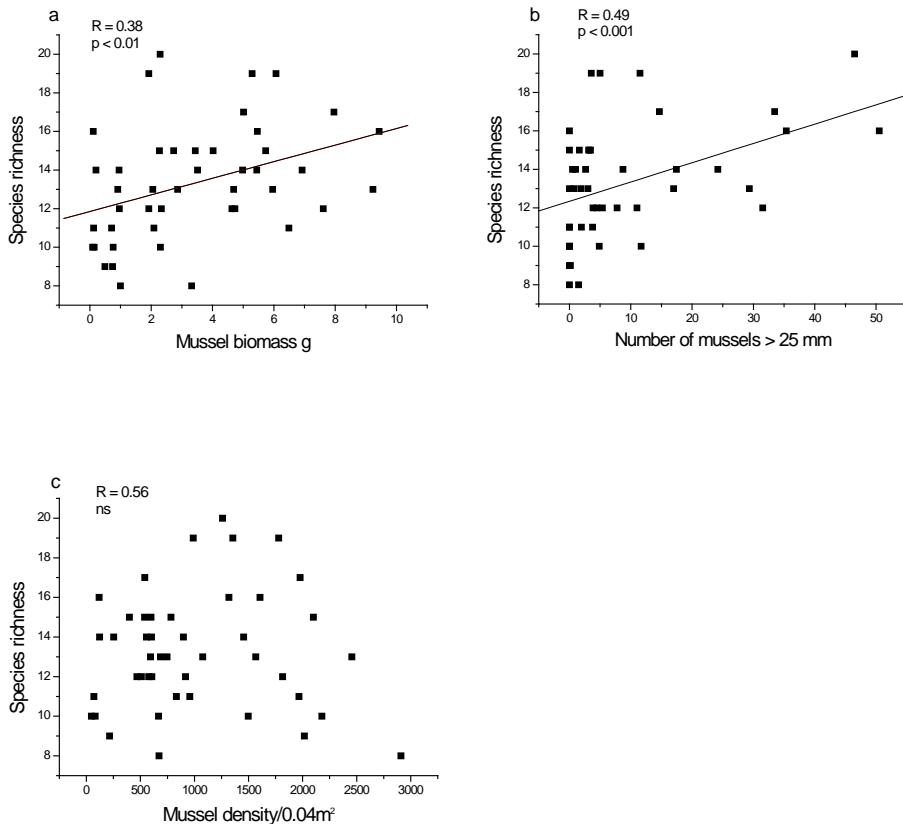 a
R = 0.38
p < 0.01
20
18
16
14
12
10
8
Species richness
0 2 4 6 8 10
Mussel biomass g
b
R = 0.49
p < 0.001
20
18
16
14
12
10
8
Species richness
0 10 20 30 40 50
Number of mussels > 25 mm
c
R = 0.56
ns
20
18
16
14
12
10
8
Species richness
0 500 1000 1500 2000 2500 3000
Mussel density/0.04m²